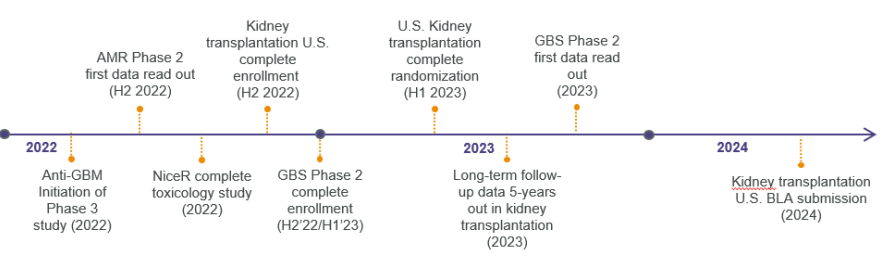 AMR Phase 2
first data read out
(H2 2022)
Kidney
transplantation U.S.
complete
enrollment
(H2 2022)
U.S. Kidney
transplantation
complete
randomization
(H1 2023)
GBS Phase 2
first data read
out
(2023)
2022
2023
2024
Anti-GBM
Initiation of
Phase 3
study (2022)
NiceR complete
toxicology study
(2022)
GBS Phase 2
complete
enrollment
(H2'22/H1'23)
Long-term follow-
up data 5-years
out in kidney
transplantation
(2023)
Kidney transplantation
U.S. BLA submission
(2024)